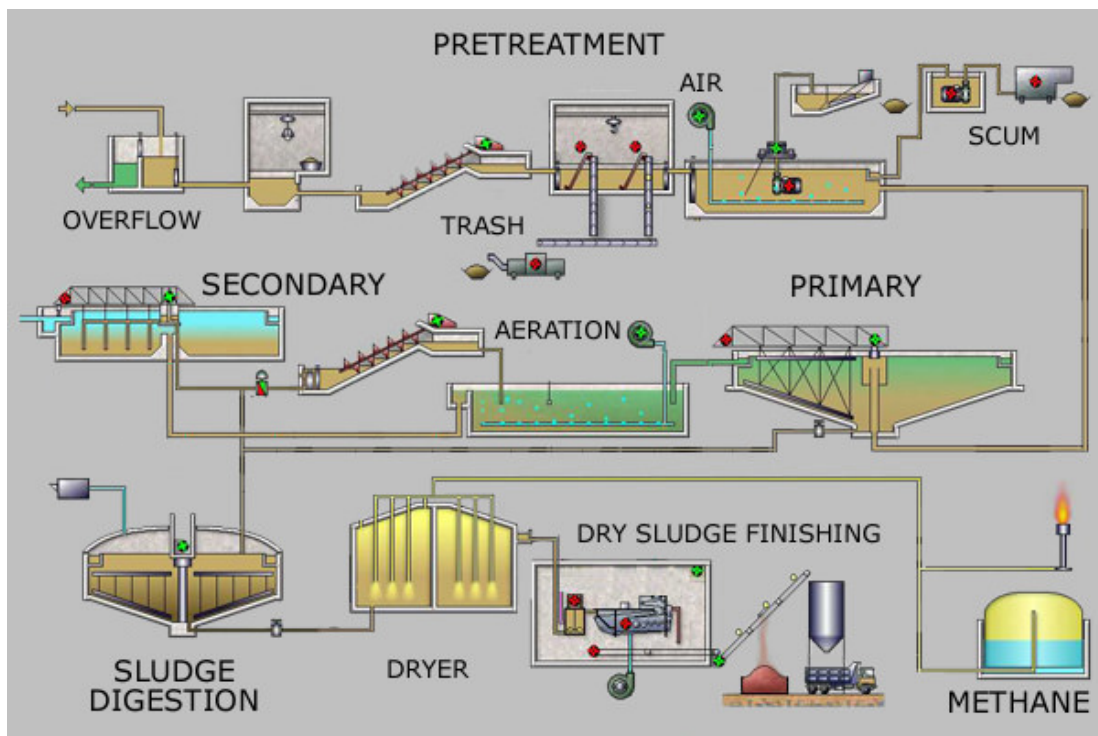 PRETREATMENT
AIR
SCUM
OVERFLOW
TRASH
SECONDARY
PRIMARY
AERATION
DRY SLUDGE FINISHING
SLUDGE
DIGESTION
DRYER
METHANE